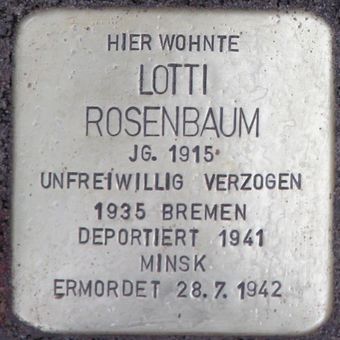 HIER WOHNTE
LOTTI
ROSENBAUM
JG. 1915
UNFREIWILLIG VERZOGEN
1935 BREMEN
DEPORTIERT 1941
MINSK
ERMORDET 28.7.1942